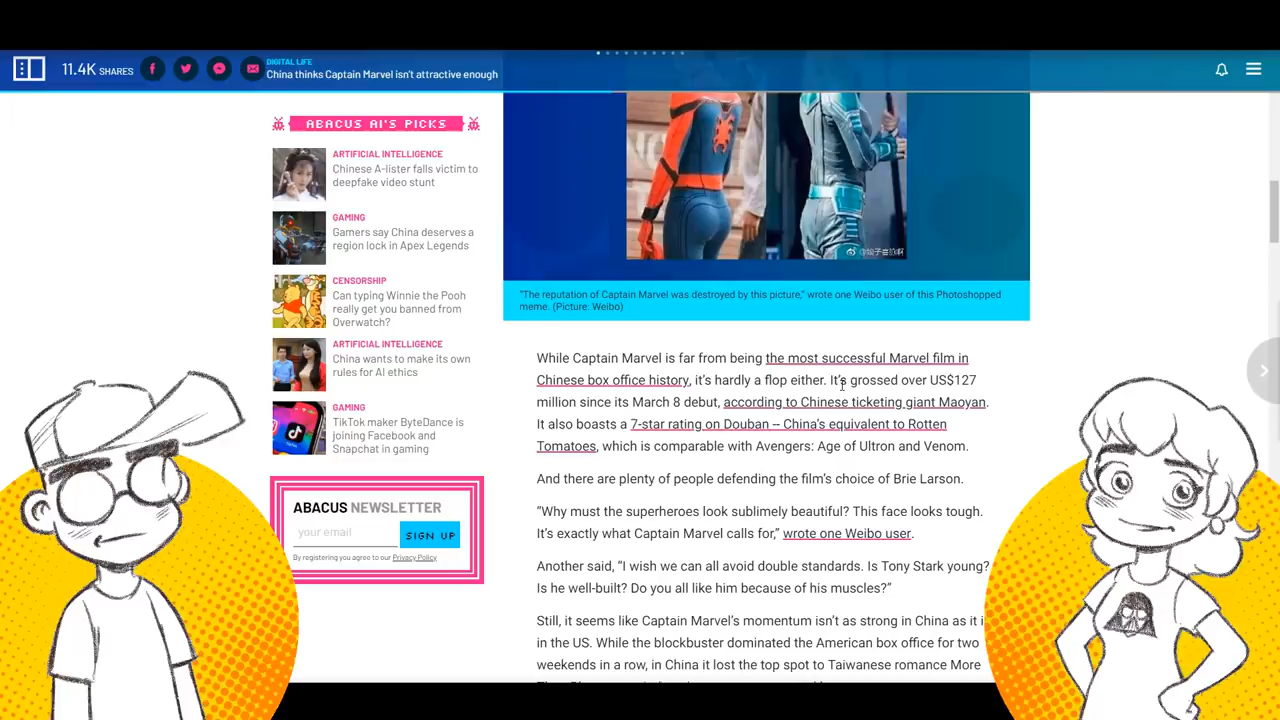 11.4K SHARES
DIGITAL LIFE
China thinks Captain Marvel isn't attractive enough
ABACUS AI'S PICKS
ARTIFICIAL INTELLIGENCE
Chinese A-lister falls victim to
deepfake video stunt
GAMING
Gamers say China deserves a
region lock in Apex Legends
CENSORSHIP
Can typing Winnie the Pooh
really get you banned from
Overwatch?
ARTIFICIAL INTELLIGENCE
China wants to make its own
rules for AI ethics
GAMING
TikTok maker ByteDance is
joining Facebook and
Snapchat in gaming
ABACUS NEWSLETTER
your email
SIGN UP
By registering you agree to our Privacy Policy
"The reputation of Captain Marvel was destroyed by this picture," wrote one Weibo user of this Photoshopped
meme. (Picture: Weibo)
While Captain Marvel is far from being the most successful Marvel film in
Chinese box office history, it's hardly a flop either. It's grossed over US$127
million since its March 8 debut, according to Chinese ticketing giant Maoyan.
It also boasts a 7-star rating on Douban -- China's equivalent to Rotten
Tomatoes, which is comparable with Avengers: Age of Ultron and Venom.
And there are plenty of people defending the film's choice of Brie Larson.
"Why must the superheroes look sublimely beautiful? This face looks tough.
It's exactly what Captain Marvel calls for," wrote one Weibo user.
Another said, "I wish we can all avoid double standards. Is Tony Stark young?
Is he well-built? Do you all like him because of his muscles?"
Still, it seems like Captain Marvel's momentum isn't as strong in China as it i
in the US. While the blockbuster dominated the American box office for two
weekends in a row, in China it lost the top spot to Taiwanese romance More